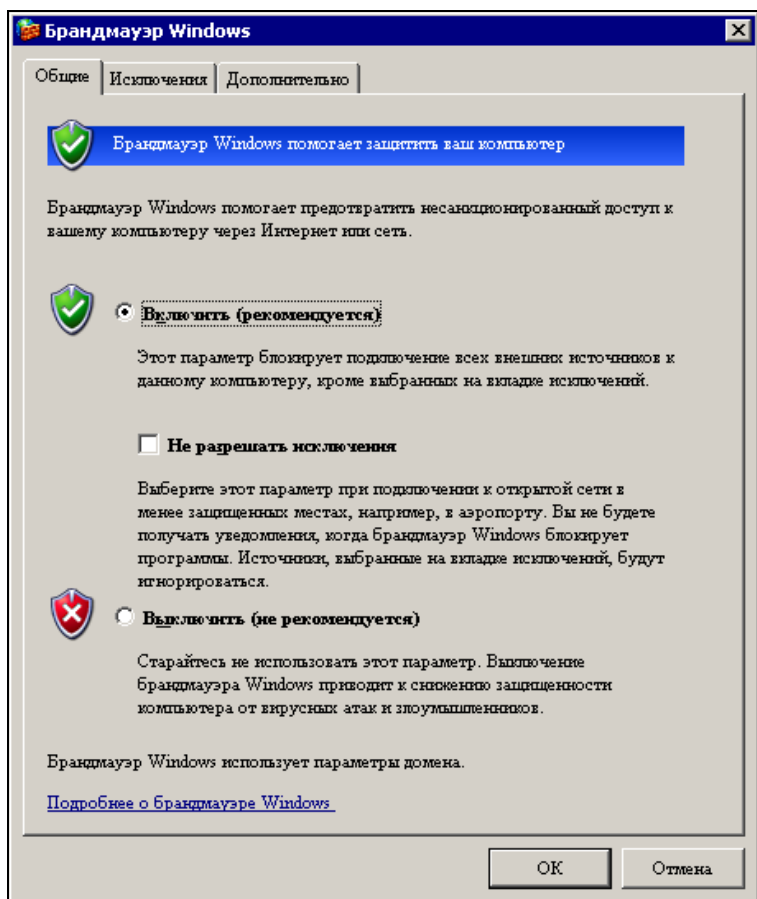 Брандмауэр Windows
Общие Исключения Дополнительно
Брандмауэр Windows помогает защитить ваш компьютер
Брандмауэр Windows помогает предотвратить несанкционированный доступ к
вашему компьютеру через Интернет или сеть.
Включить (рекомендуется)
Этот параметр блокирует подключение всех внешних источников к
данному компьютеру, кроме выбранных на вкладке исключений.
Не разрешать исключения
Выберите этот параметр при подключении к открытой сети в
менее защищенных местах, например, в аэропорту. Вы не будете
получать уведомления, когда брандмауэр Windows блокирует
программы. Источники, выбранные на вкладке исключений, будут
игнорироваться.
Выключить (не рекомендуется)
Старайтесь не использовать этот параметр. Выключение
брандмауэра Windows приводит к снижению защищенности
компьютера от вирусных атак и злоумышленников.
Брандмауэр Windows использует параметры домена.
Подробнее о брандмауэре Windows
ОК Отмена